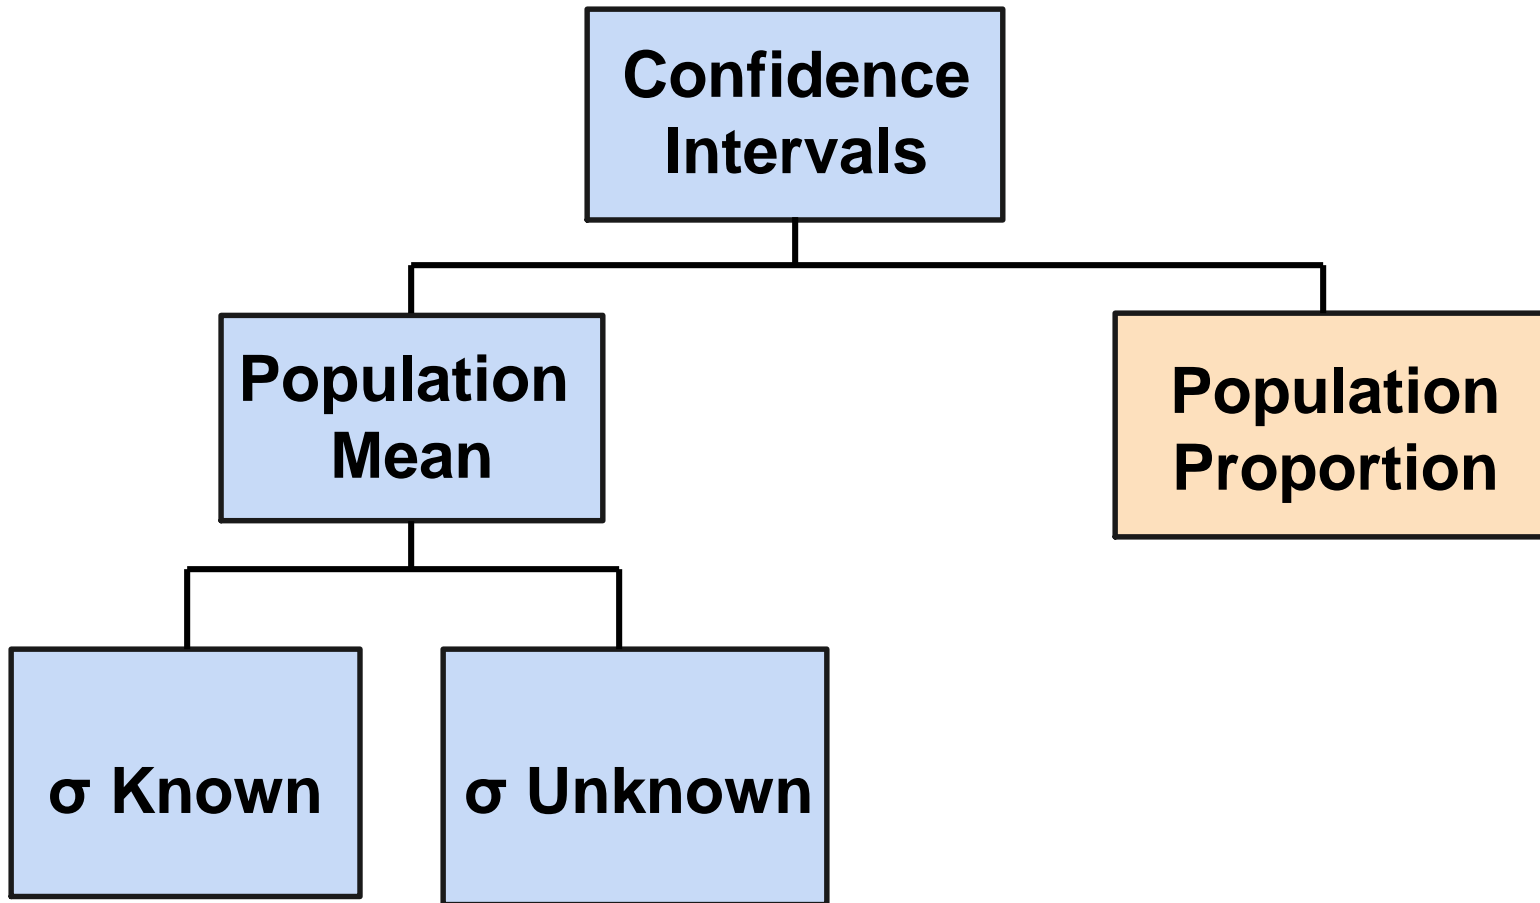 Confidence
Intervals
Population
Mean
Population
Proportion
σ Known
σ Unknown